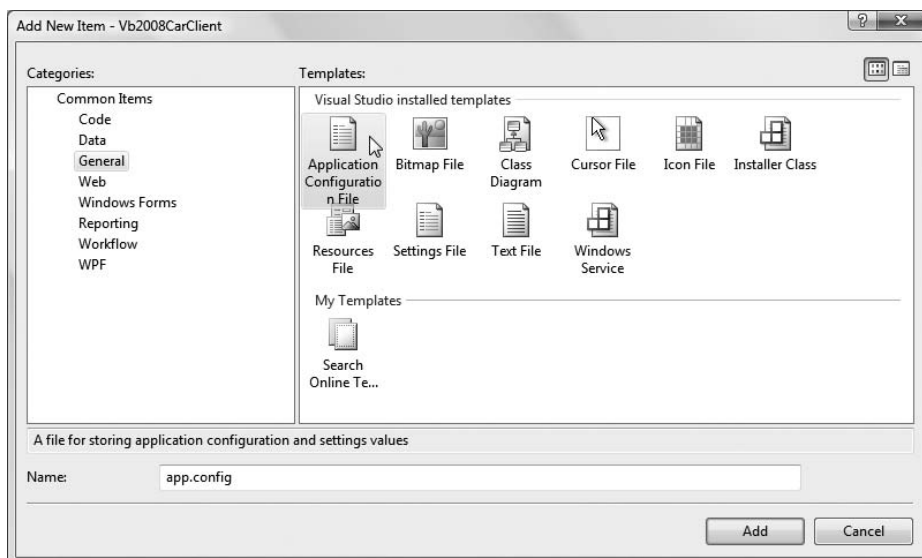 Add New Item - Vb2008CarClient
Categories:
Common Items
Code
Data
General
Web
Windows Forms
Reporting
Workflow
WPF
Templates:
Visual Studio installed templates
Application
Configuratio
n File
Bitmap File
Class
Diagram
Cursor File
Icon File
Installer Class
Resources
File
Settings File
Text File
Windows
Service
My Templates
Search
Online Te...
A file for storing application configuration and settings values
Name:
app.config
Add
Cancel